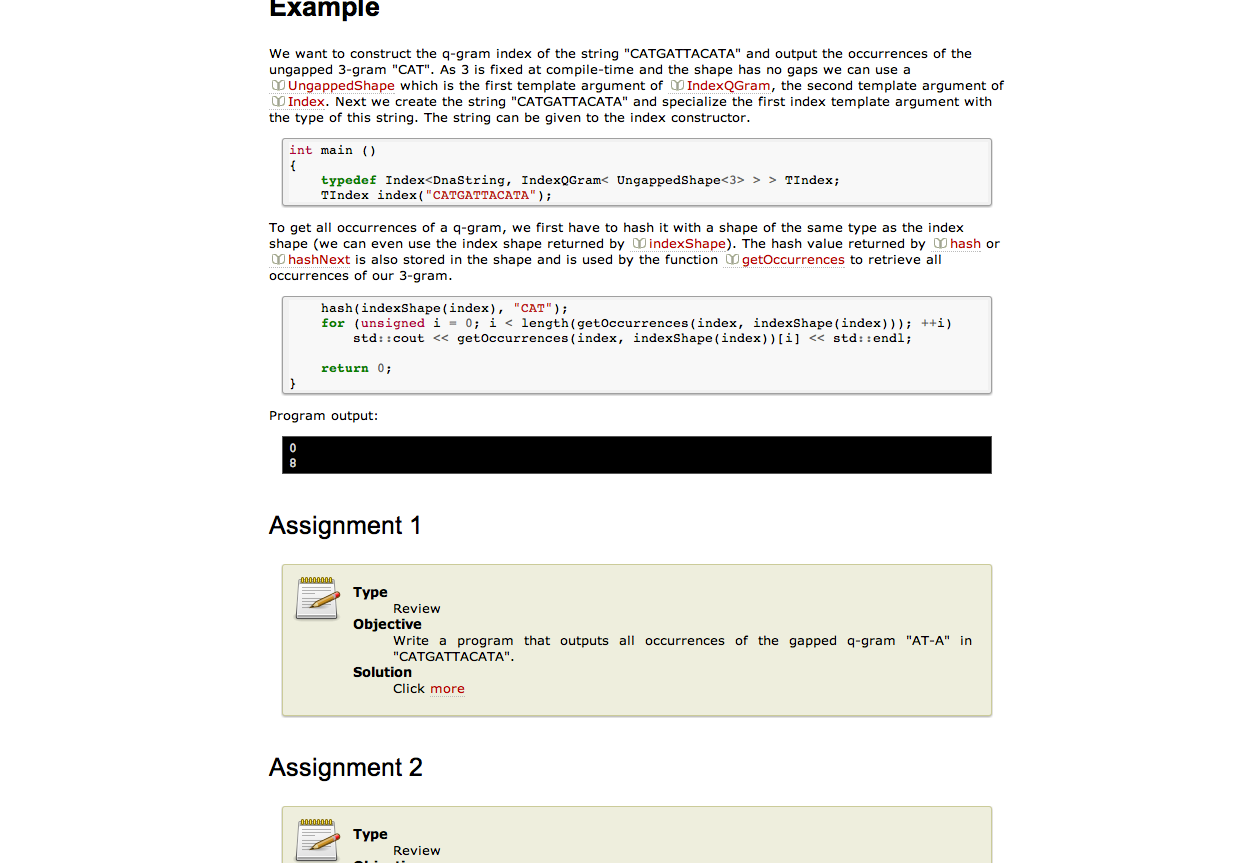 Example
We want to construct the q-gram index of the string "CATGATTACATA" and output the occurrences of the
ungapped 3-gram "CAT". As 3 is fixed at compile-time and the shape has no gaps we can use a
UngappedShape which is the first template argument of IndexQGram, the second template argument of
Index. Next we create the string "CATGATTACATA" and specialize the first index template argument with
the type of this string. The string can be given to the index constructor.
int main ()
{
    typedef Index<DnaString, IndexQGram< UngappedShape<3> > > TIndex;
    TIndex index("CATGATTACATA");
To get all occurrences of a q-gram, we first have to hash it with a shape of the same type as the index
shape (we can even use the index shape returned by indexShape). The hash value returned by hash or
hashNext is also stored in the shape and is used by the function getOccurrences to retrieve all
occurrences of our 3-gram.
    hash(indexShape(index), "CAT");
    for (unsigned i = 0; i < length(getOccurrences(index, indexShape(index))); ++i)
        std::cout << getOccurrences(index, indexShape(index))[i] << std::endl;
    return 0;
}
Program output:
0
8
Assignment 1
Type
Review
Objective
Write a program that outputs all occurrences of the gapped q-gram "AT-A" in
"CATGATTACATA".
Solution
Click more
Assignment 2
Type
Review